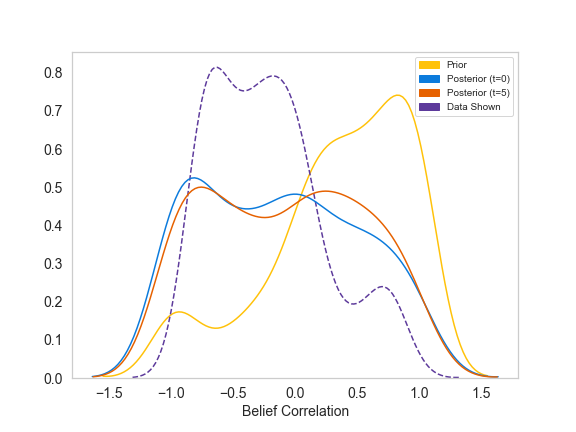 Prior
Posterior (t=0)
Posterior (t=5)
Data Shown
0.8
0.7
0.6
0.5
0.4
0.3
0.2
0.1
0.0
−1.5 −1.0 −0.5 0.0 0.5 1.0 1.5
Belief Correlation